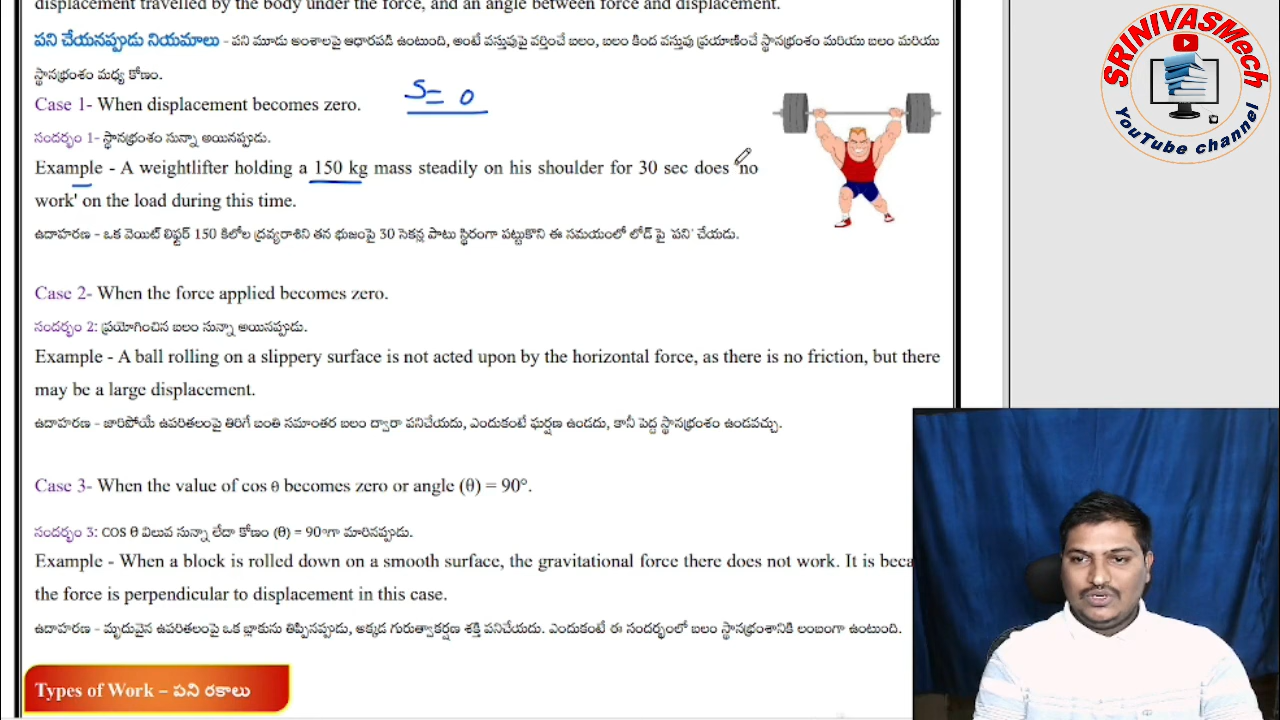 displacement travelled by the body under the force, and an angle between force and displacement.
పని చేయనప్పుడు నియమాలు - పని మూడు అంశాలపై ఆధారపడి ఉంటుంది, అంటే వస్తువుపై వర్తించే బలం, బలం కింద వస్తువు ప్రయాణించే స్థానభ్రంశం మరియు బలం మరియు
స్థానభ్రంశం మధ్య కోణం.
Case 1- When displacement becomes zero.
S= 0
సందర్భం 1- స్థానభ్రంశం సున్నా అయినప్పుడు.
Example - A weightlifter holding a 150 kg mass steadily on his shoulder for 30 sec does 'no
work' on the load during this time.
ఉదాహరణ - ఒక వెయిట్ లిఫ్టర్ 150 కిలోల ద్రవ్యరాశిని తన భుజంపై 30 సెకన్ల పాటు స్థిరంగా పట్టుకొని ఈ సమయంలో లోడ్ పై 'పని' చేయడు.
Case 2- When the force applied becomes zero.
సందర్భం 2: ప్రయోగించిన బలం సున్నా అయినప్పుడు.
Example - A ball rolling on a slippery surface is not acted upon by the horizontal force, as there is no friction, but there
may be a large displacement.
ఉదాహరణ - జారిపోయే ఉపరితలంపై తిరిగే బంతి సమాంతర బలం ద్వారా పనిచేయదు, ఎందుకంటే ఘర్షణ ఉండదు, కానీ పెద్ద స్థానభ్రంశం ఉండవచ్చు.
Case 3- When the value of cos θ becomes zero or angle (θ) = 90°.
సందర్భం 3: COS θ విలువ సున్నా లేదా కోణం (θ) = 90°గా మారినప్పుడు.
Example - When a block is rolled down on a smooth surface, the gravitational force there does not work. It is beca
the force is perpendicular to displacement in this case.
ఉదాహరణ - మృదువైన ఉపరితలంపై ఒక బ్లాకును తిప్పినప్పుడు, అక్కడ గురుత్వాకర్షణ శక్తి పనిచేయదు. ఎందుకంటే ఈ సందర్భంలో బలం స్థానభ్రంశానికి లంబంగా ఉంటుంది.
Types of Work – పని రకాలు
SRINIVASMech
YouTube channel